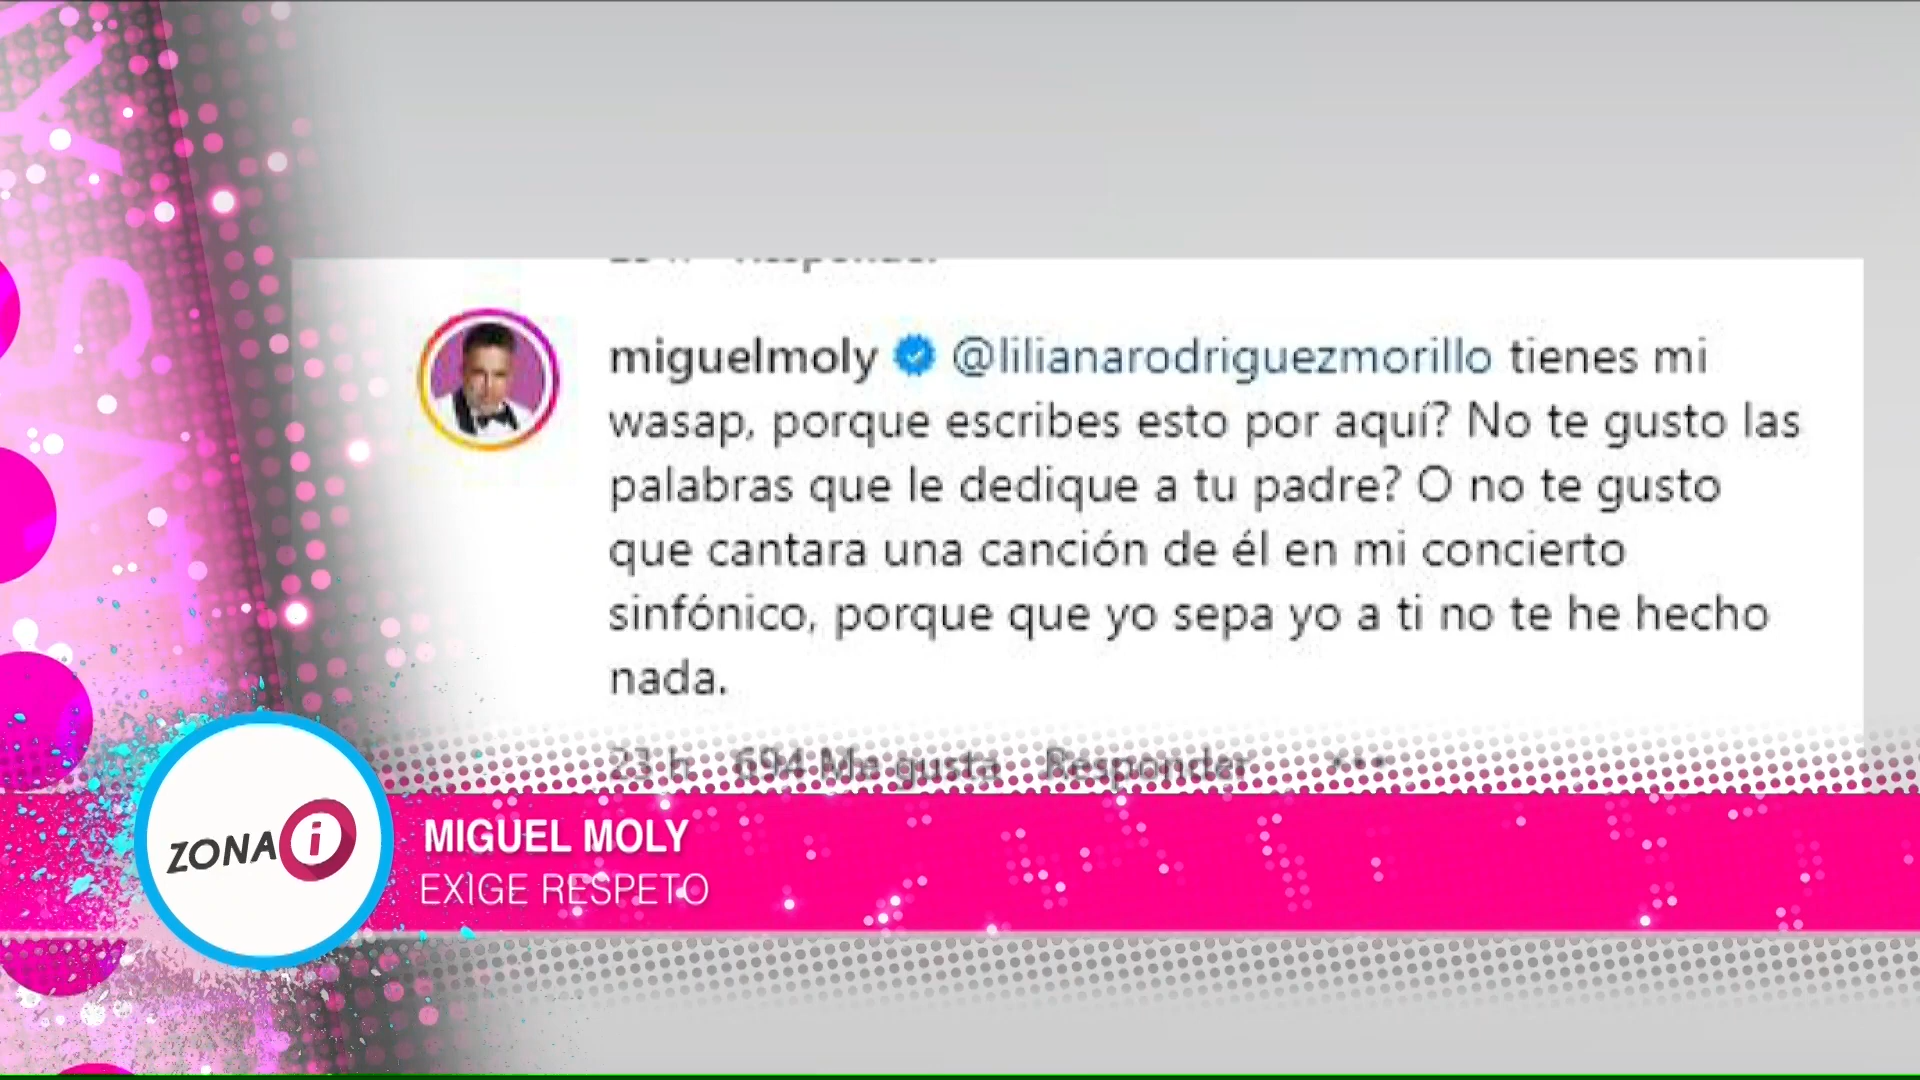 miguelmoly @lilianarodriguezmorillo tienes mi
wasap, porque escribes esto por aquí? No te gusto las
palabras que le dedique a tu padre? O no te gusto
que cantara una canción de él en mi concierto
sinfónico, porque que yo sepa yo a ti no te he hecho
nada.
23 h 694 Me gusta Responder
ZONA i
MIGUEL MOLY
EXIGE RESPETO